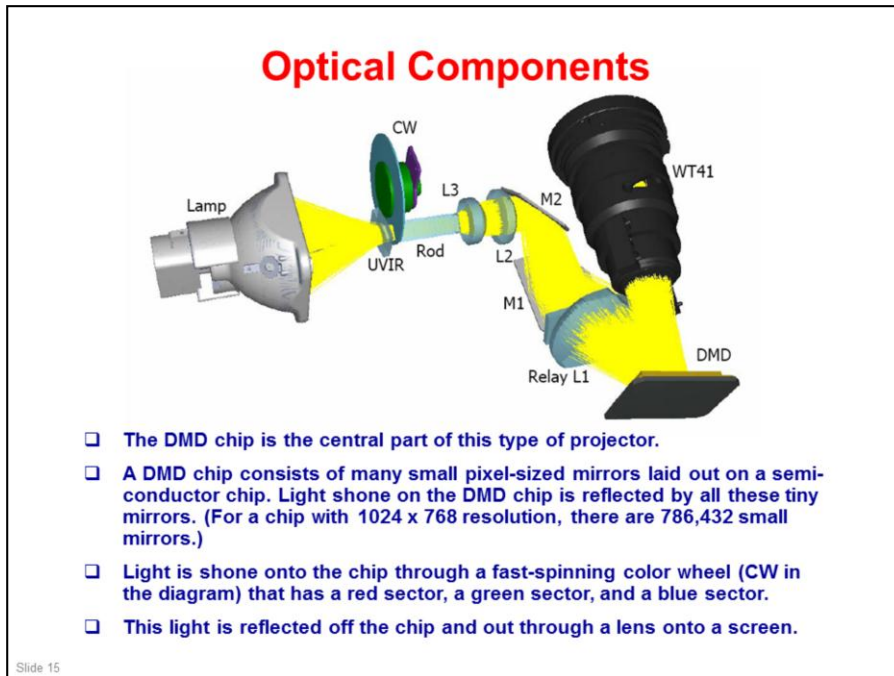 Optical Components
CW
WT41
L3
M2
Lamp
L2
Rod
UVIR
M1
DMD
Relay L1
❑ The DMD chip is the central part of this type of projector.
❑ A DMD chip consists of many small pixel-sized mirrors laid out on a semi-
conductor chip. Light shone on the DMD chip is reflected by all these tiny
mirrors. (For a chip with 1024 x 768 resolution, there are 786,432 small
mirrors.)
❑ Light is shone onto the chip through a fast-spinning color wheel (CW in
the diagram) that has a red sector, a green sector, and a blue sector.
❑ This light is reflected off the chip and out through a lens onto a screen.
Slide 15